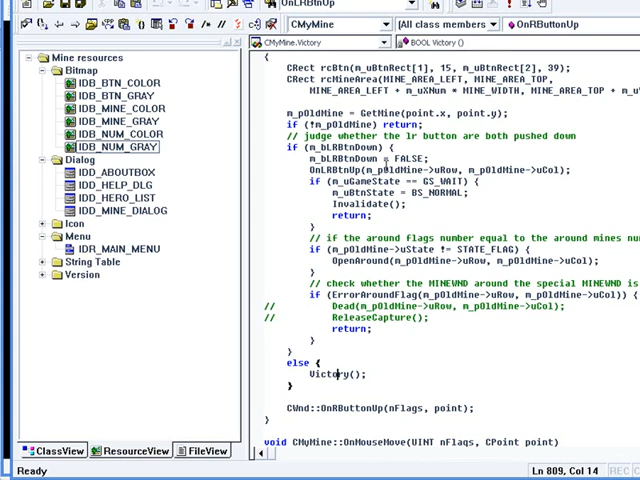 OnLRButtonUp
CMyMine
(All class members
OnRButtonUp
CMyMine.Victory
BOOL Victory ()
Mine resources
Bitmap
IDB_BTN_COLOR
IDB_BTN_GRAY
IDB_MINE_COLOR
IDB_MINE_GRAY
IDB_NUM_COLOR
IDB_NUM_GRAY
Dialog
IDD_ABOUTBOX
IDD_HELP_DLG
IDD_HERO_LIST
IDD_MINE_DIALOG
Icon
Menu
IDR_MAIN_MENU
String Table
Version
{
CRect rcBtn(m_uBtnRect[1], 15, m_uBtnRect[2], 39);
CRect rcMineArea(MINE_AREA_LEFT, MINE_AREA_TOP,
MINE_AREA_LEFT + m_uXNum * MINE_WIDTH, MINE_AREA_TOP + m_u
m_pOldMine = GetMine(point.x, point.y);
if (!m_pOldMine) return;
// judge whether the lr button are both pushed down
if (m_bLRBtnDown) {
m_bLRBtnDown = FALSE;
OnLRBtnUp(m_pOldMine->uRow, m_pOldMine->uCol);
if (m_uGameState == GS_WAIT) {
m_uBtnState = BS_NORMAL;
Invalidate();
return;
}
// if the around flags number equal to the around mines nu
if (m_pOldMine->uState != STATE_FLAG) {
OpenAround(m_pOldMine->uRow, m_pOldMine->uCol);
}
// check whether the MINEWND around the special MINEWND is
if (ErrorAroundFlag(m_pOldMine->uRow, m_pOldMine->uCol)) {
// Dead(m_pOldMine->uRow, m_pOldMine->uCol);
// ReleaseCapture();
return;
}
}
else {
Victory();
}
CWnd::OnRButtonUp(nFlags, point);
}
void CMyMine::OnMouseMove(UINT nFlags, CPoint point)
ClassView
ResourceView
FileView
Ready
Ln 809, Col 14
REC